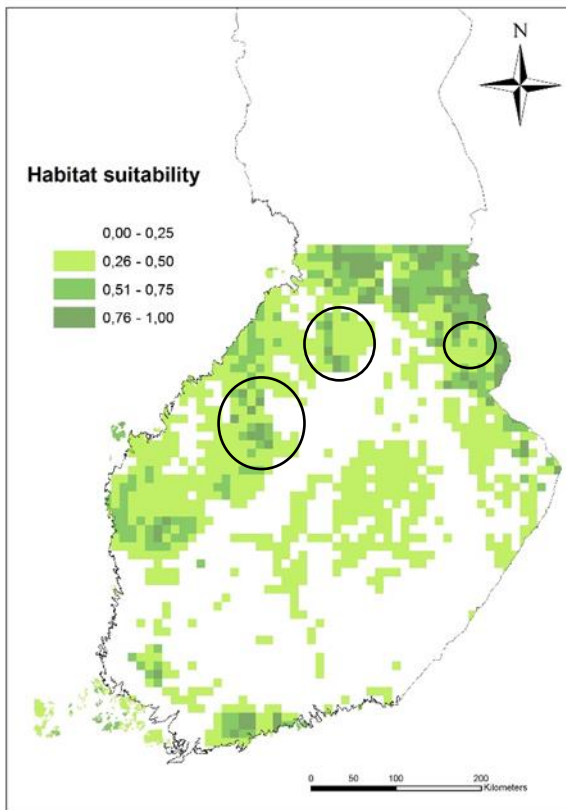 N
Habitat suitability
0,00 - 0,25
0,26 - 0,50
0,51 - 0,75
0,76 - 1,00
0 50 100 200
Kilometers